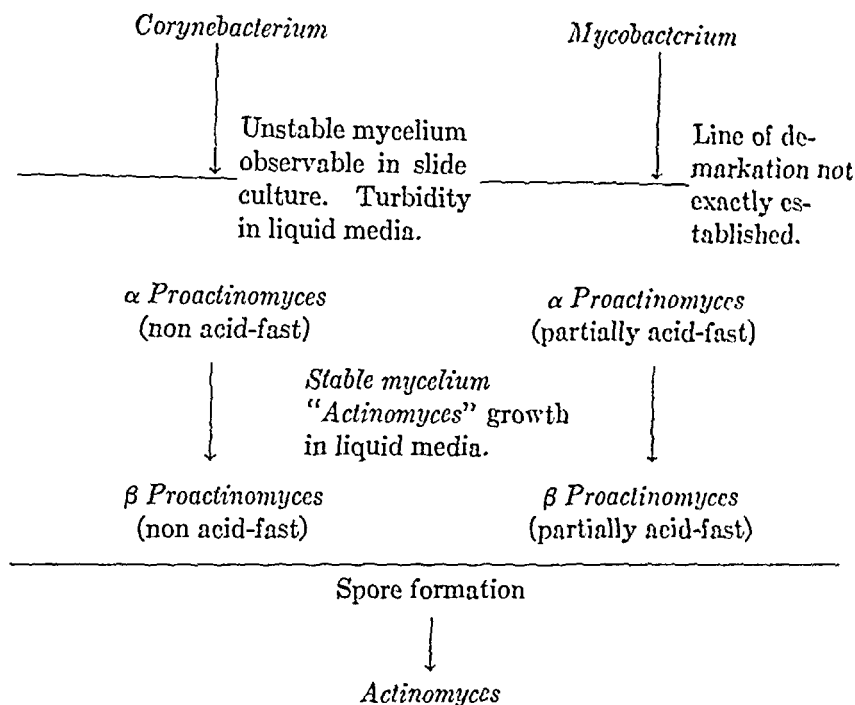 Corynebacterium
Mycobacterium
Unstable mycelium
observable in slide
culture. Turbidity
in liquid media.
Line of de-
markation not
exactly es-
tablished.
α Proactinomyces
(non acid-fast)
α Proactinomyces
(partially acid-fast)
Stable mycelium
“Actinomyces” growth
in liquid media.
β Proactinomyces
(non acid-fast)
β Proactinomyces
(partially acid-fast)
Spore formation
Actinomyces